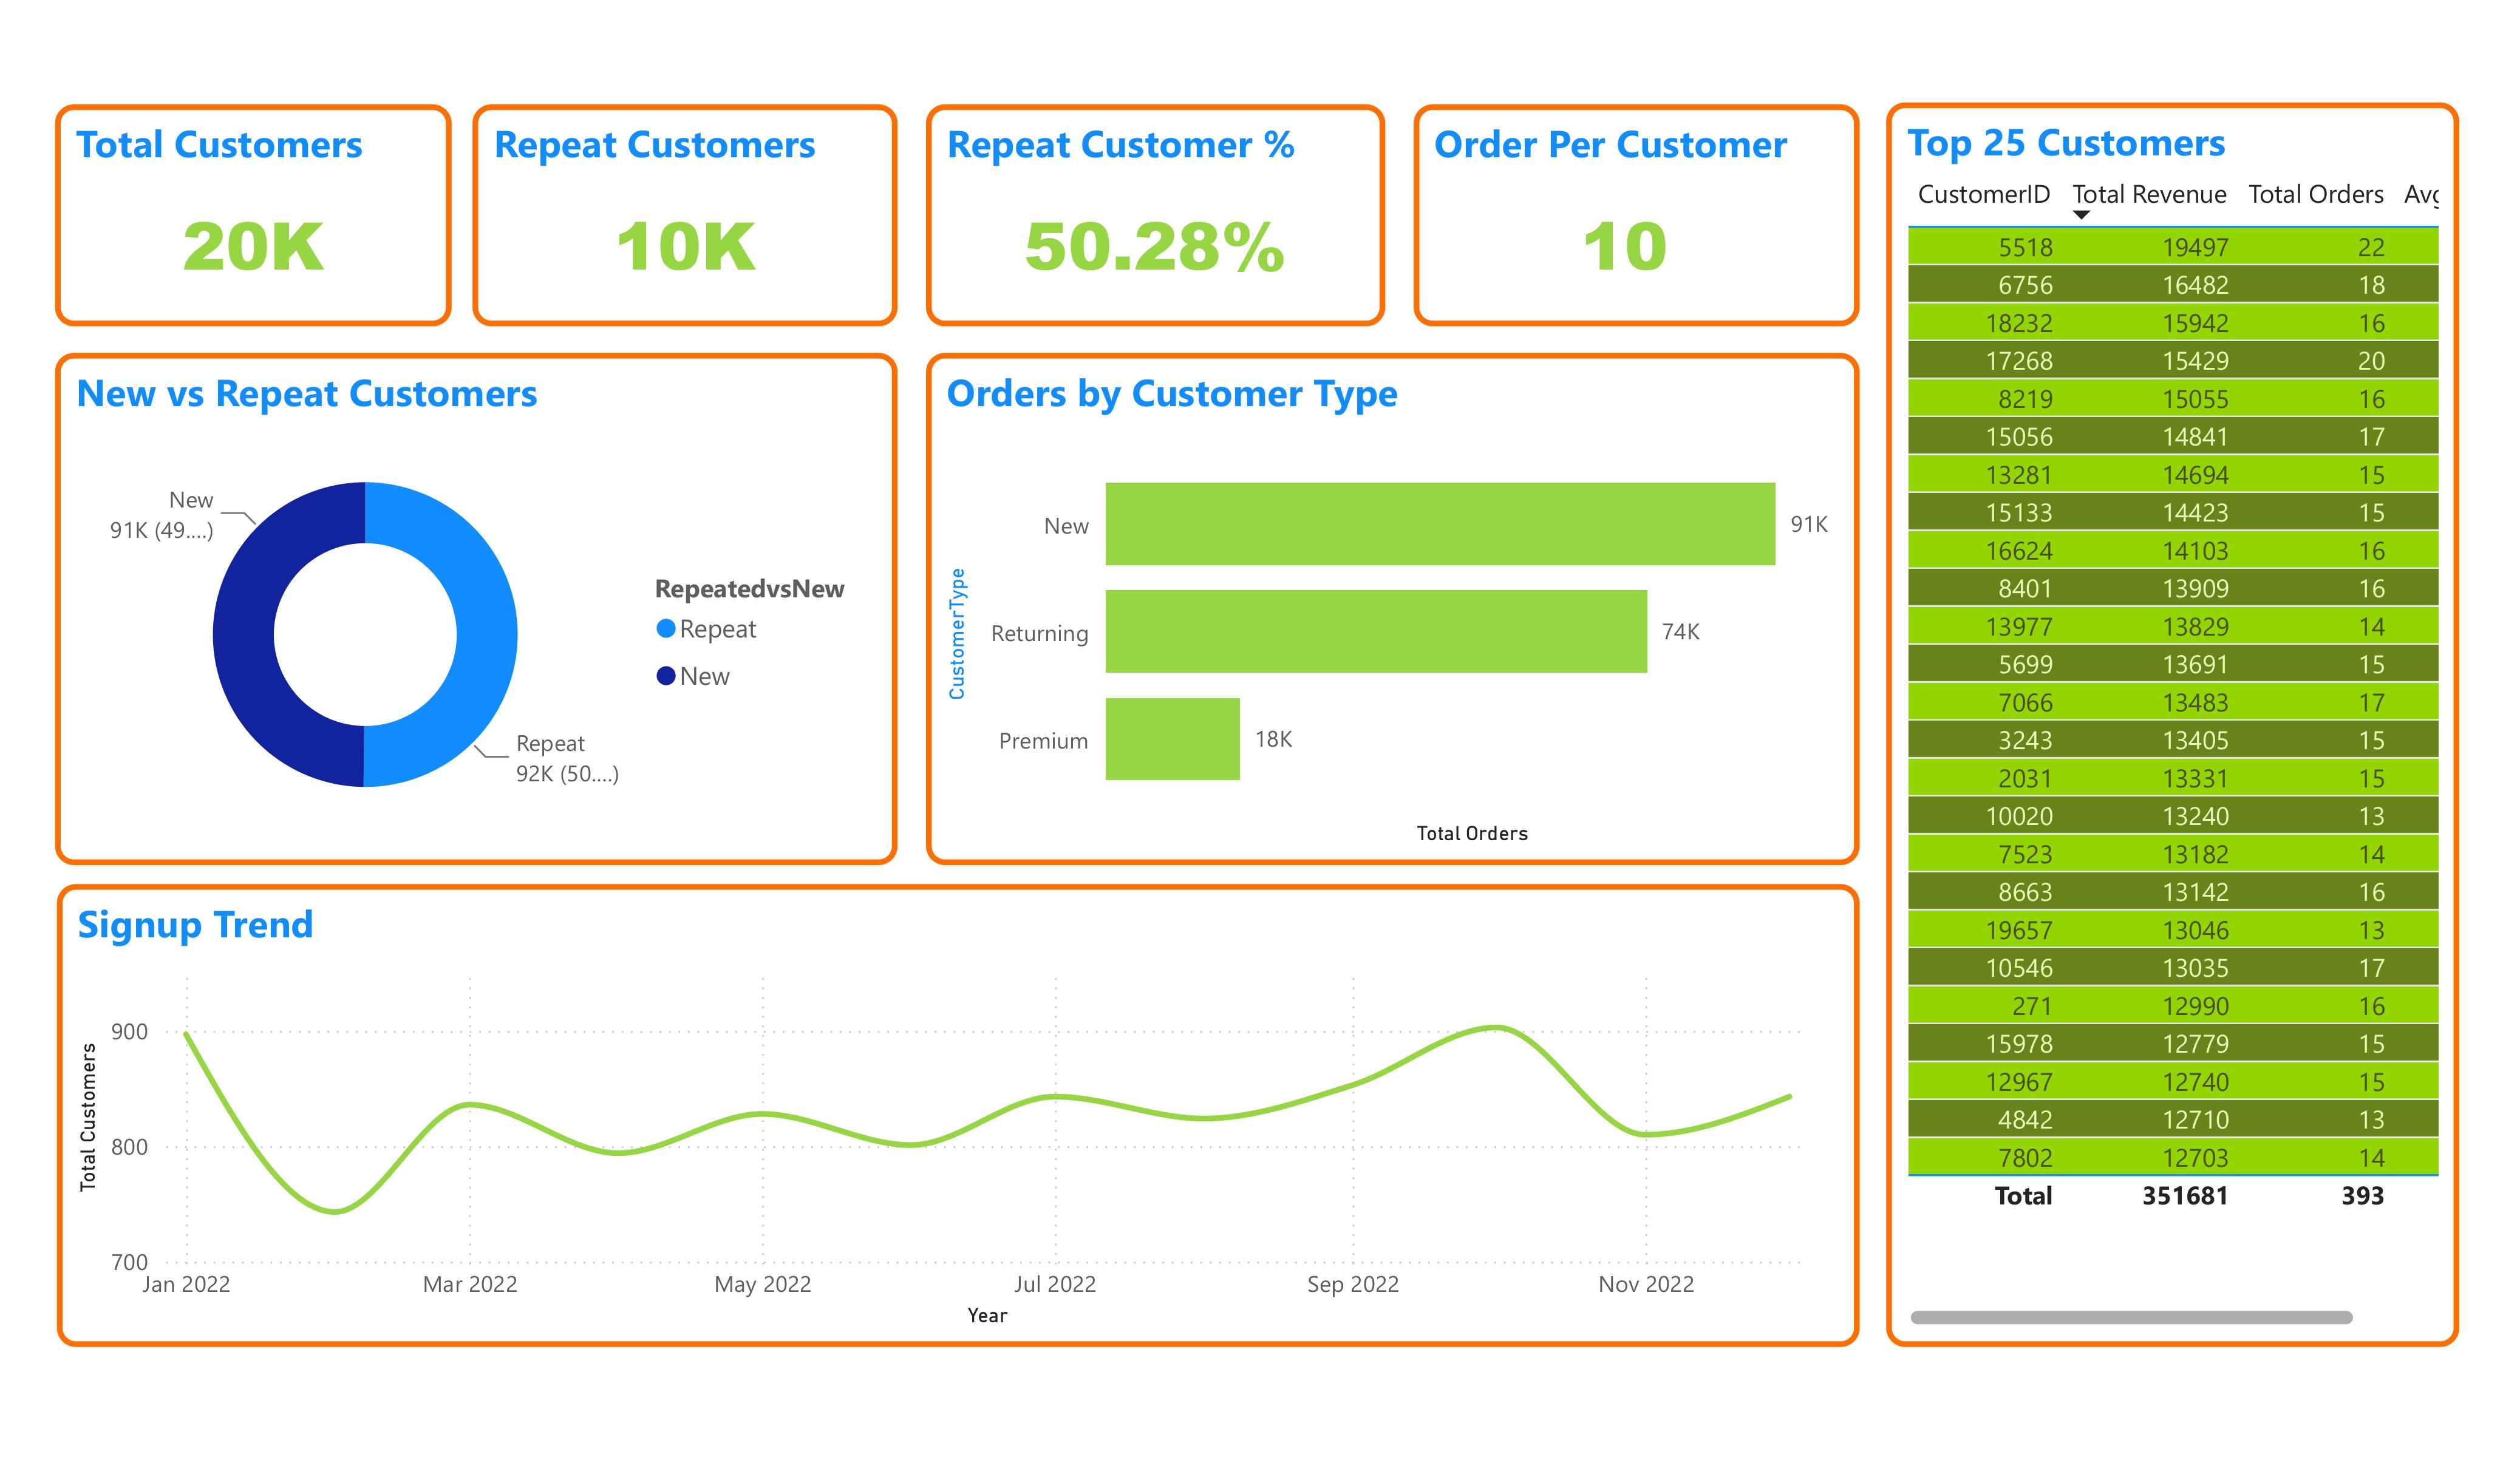 Total Customers
20K
Repeat Customers
10K
Repeat Customer %
50.28%
Order Per Customer
10
New vs Repeat Customers
New
91K (49....)
RepeatedvsNew
Repeat
New
Repeat
92K (50....)
Orders by Customer Type
CustomerType
New
91K
Returning
74K
Premium
18K
Total Orders
Signup Trend
Total Customers
900
800
700
Jan 2022 Mar 2022 May 2022 Jul 2022 Sep 2022 Nov 2022
Year
Top 25 Customers
CustomerID Total Revenue Total Orders Avg
5518 19497 22
6756 16482 18
18232 15942 16
17268 15429 20
8219 15055 16
15056 14841 17
13281 14694 15
15133 14423 15
16624 14103 16
8401 13909 16
13977 13829 14
5699 13691 15
7066 13483 17
3243 13405 15
2031 13331 15
10020 13240 13
7523 13182 14
8663 13142 16
19657 13046 13
10546 13035 17
271 12990 16
15978 12779 15
12967 12740 15
4842 12710 13
7802 12703 14
Total 351681 393